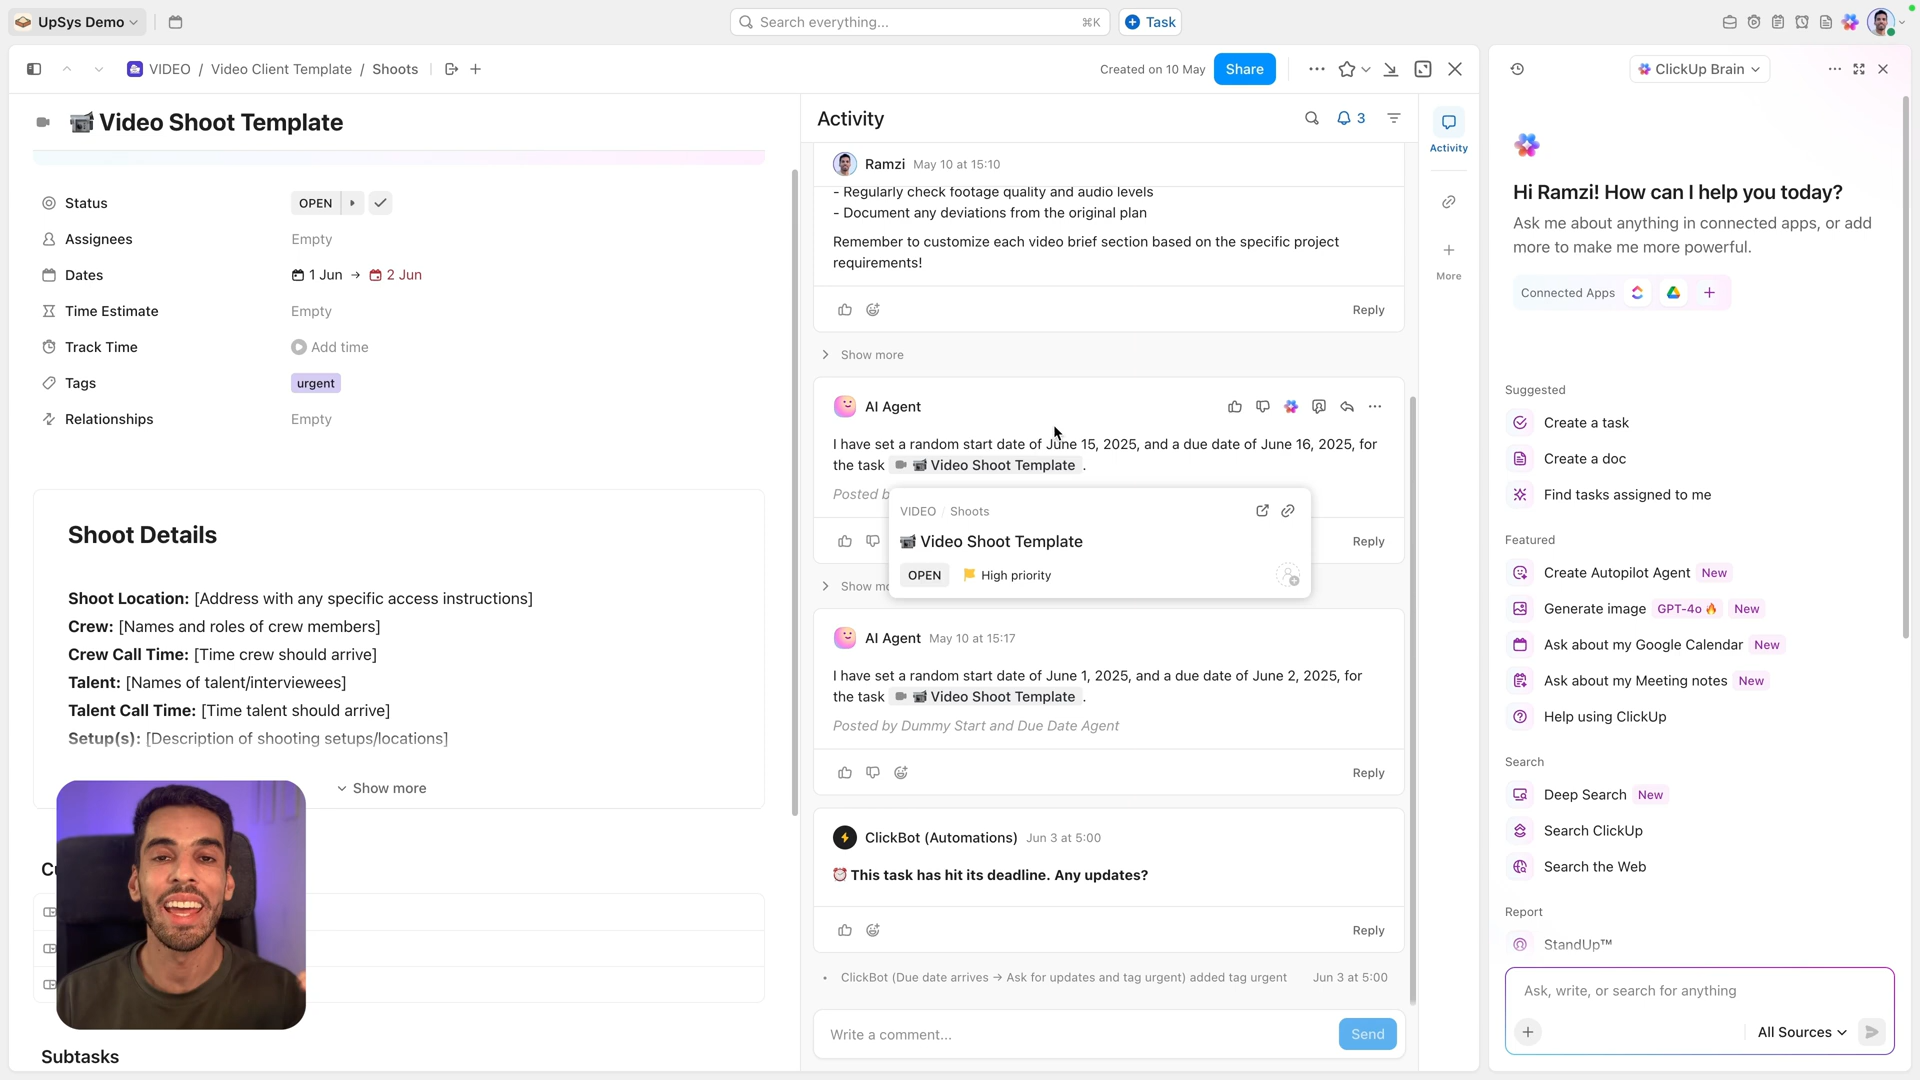 UpSys Demo
Search everything...
⌘K
Task
VIDEO / Video Client Template / Shoots
Created on 10 May
Share
ClickUp Brain
Video Shoot Template
Status
OPEN
Assignees
Empty
Dates
1 Jun → 2 Jun
Time Estimate
Empty
Track Time
Add time
Tags
urgent
Relationships
Empty
Shoot Details
Shoot Location: [Address with any specific access instructions]
Crew: [Names and roles of crew members]
Crew Call Time: [Time crew should arrive]
Talent: [Names of talent/interviewees]
Talent Call Time: [Time talent should arrive]
Setup(s): [Description of shooting setups/locations]
Show more
Subtasks
Activity
3
Ramzi May 10 at 15:10
- Regularly check footage quality and audio levels
- Document any deviations from the original plan
Remember to customize each video brief section based on the specific project
requirements!
Reply
Show more
AI Agent
I have set a random start date of June 15, 2025, and a due date of June 16, 2025, for
the task Video Shoot Template .
Posted b
VIDEO / Shoots
Video Shoot Template
OPEN High priority
Reply
Show mo
AI Agent May 10 at 15:17
I have set a random start date of June 1, 2025, and a due date of June 2, 2025, for
the task Video Shoot Template .
Posted by Dummy Start and Due Date Agent
Reply
ClickBot (Automations) Jun 3 at 5:00
This task has hit its deadline. Any updates?
Reply
ClickBot (Due date arrives → Ask for updates and tag urgent) added tag urgent Jun 3 at 5:00
Write a comment...
Send
Activity
More
Hi Ramzi! How can I help you today?
Ask me about anything in connected apps, or add
more to make me more powerful.
Connected Apps
Suggested
Create a task
Create a doc
Find tasks assigned to me
Featured
Create Autopilot Agent New
Generate image GPT-4o New
Ask about my Google Calendar New
Ask about my Meeting notes New
Help using ClickUp
Search
Deep Search New
Search ClickUp
Search the Web
Report
StandUp™
Ask, write, or search for anything
All Sources